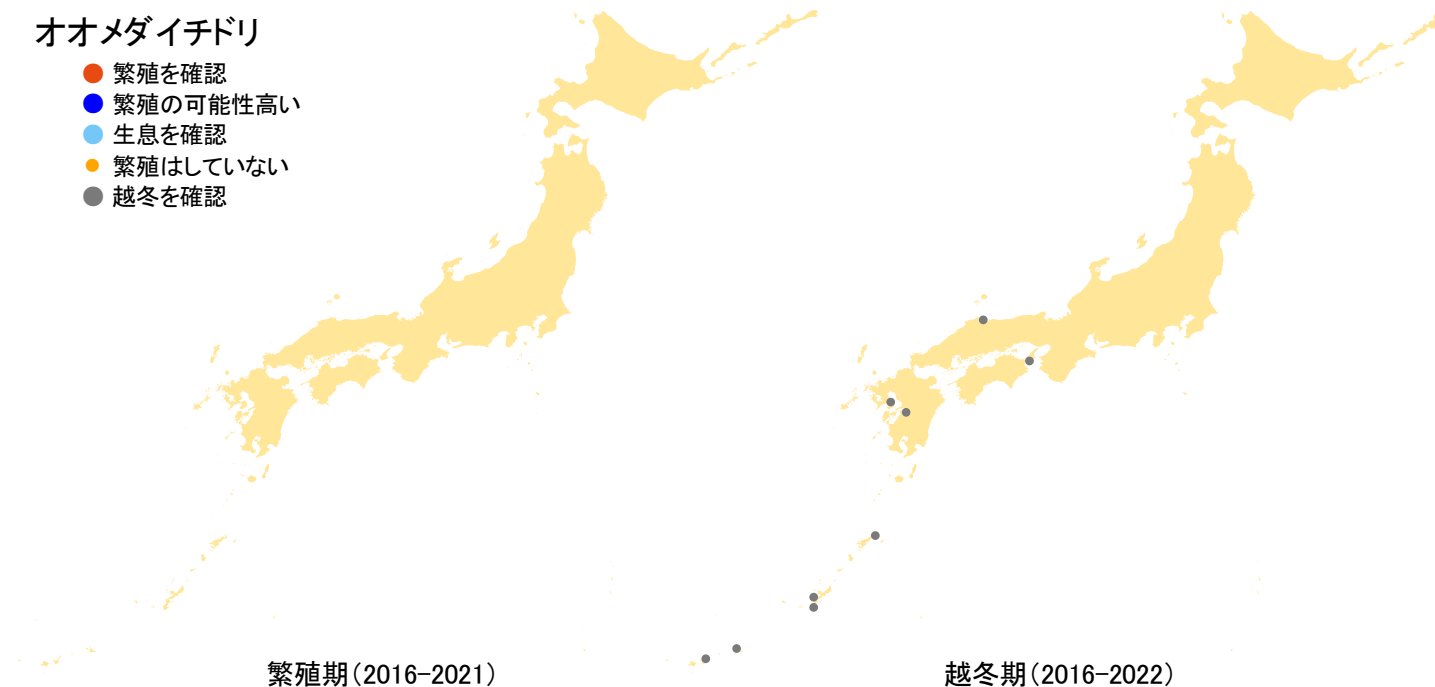 オオメダイチドリ
繁殖を確認
繁殖の可能性高い
生息を確認
繁殖はしていない
越冬を確認
繁殖期(2016-2021)
越冬期(2016-2022)